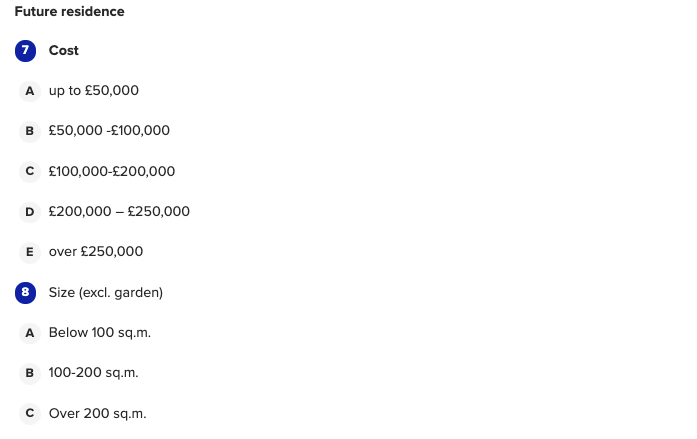 Future residence
7 Cost
A up to £50,000
B £50,000 -£100,000
C £100,000-£200,000
D £200,000 – £250,000
E over £250,000
8 Size (excl. garden)
A Below 100 sq.m.
B 100-200 sq.m.
C Over 200 sq.m.